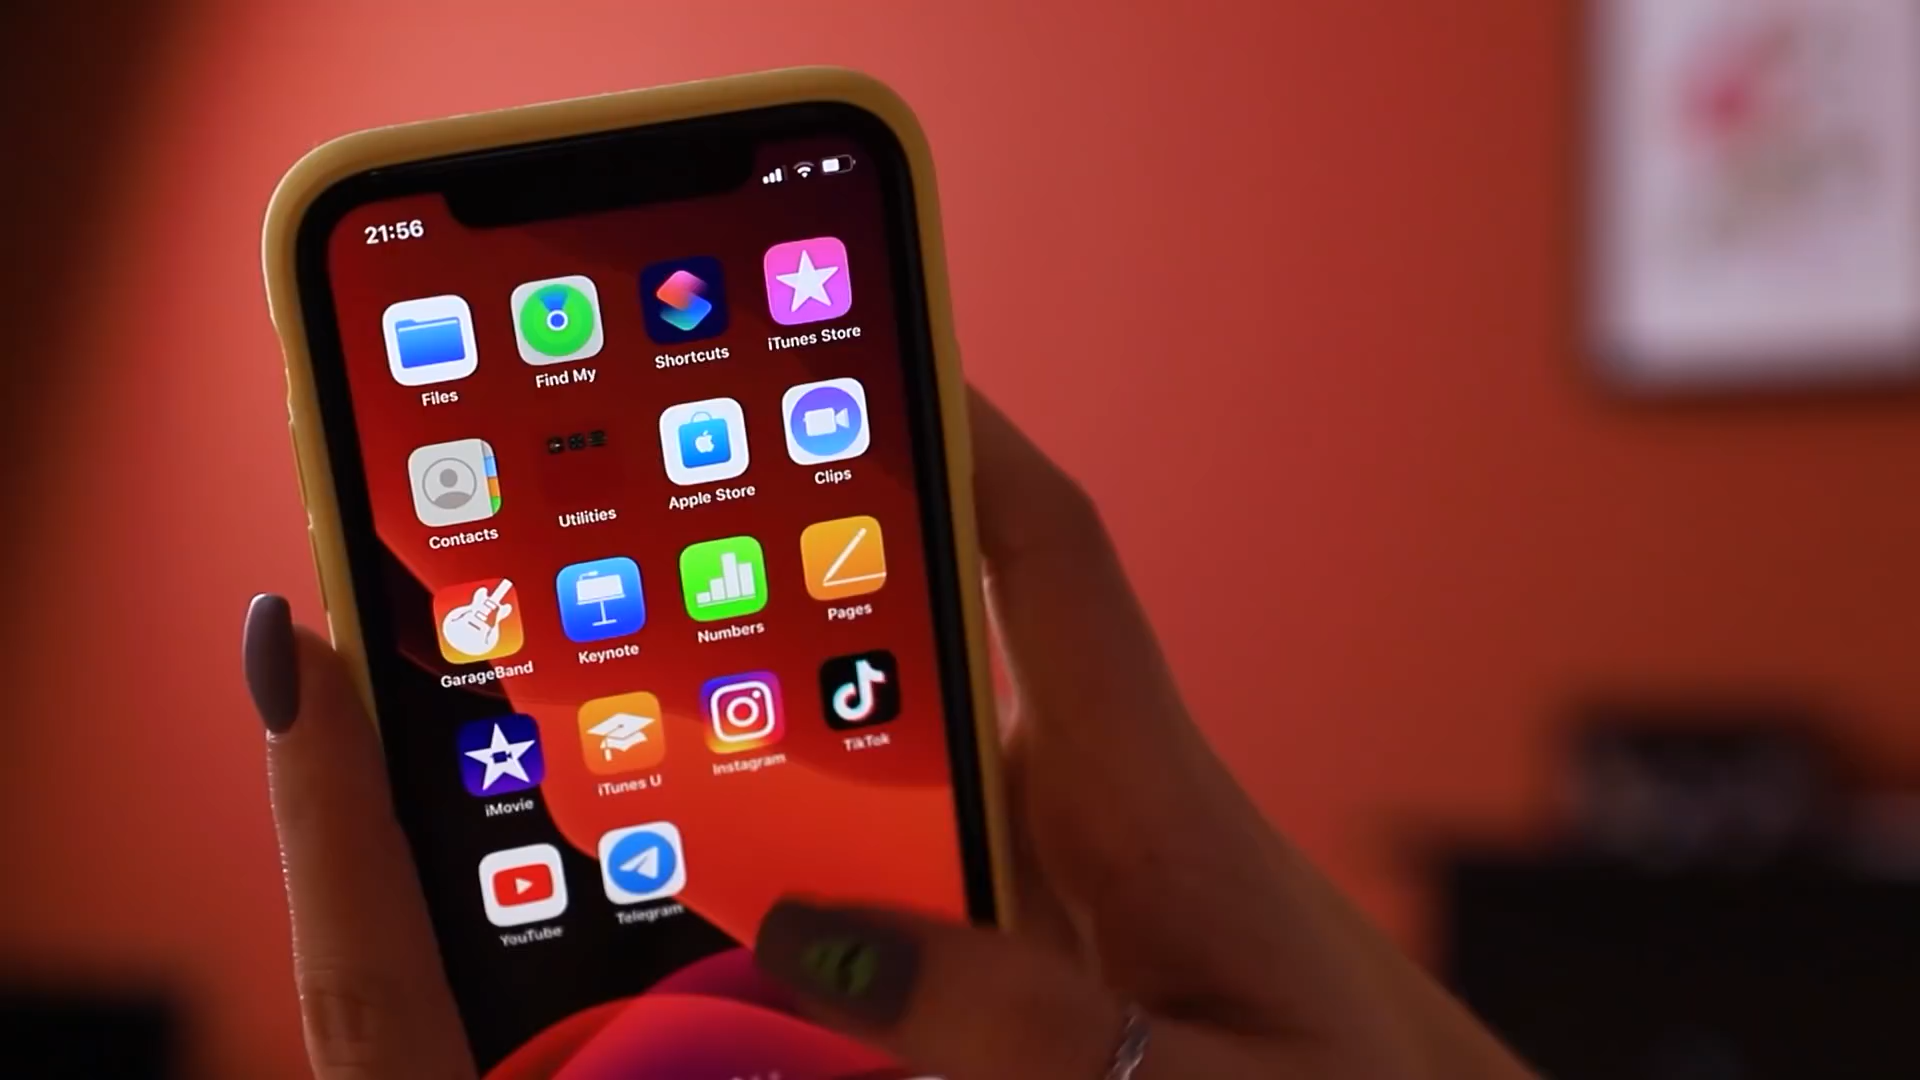 21:56
Files
Find My
Shortcuts
iTunes Store
Contacts
Utilities
Apple Store
Clips
GarageBand
Keynote
Numbers
Pages
iMovie
iTunes U
Instagram
TikTok
YouTube
Telegram